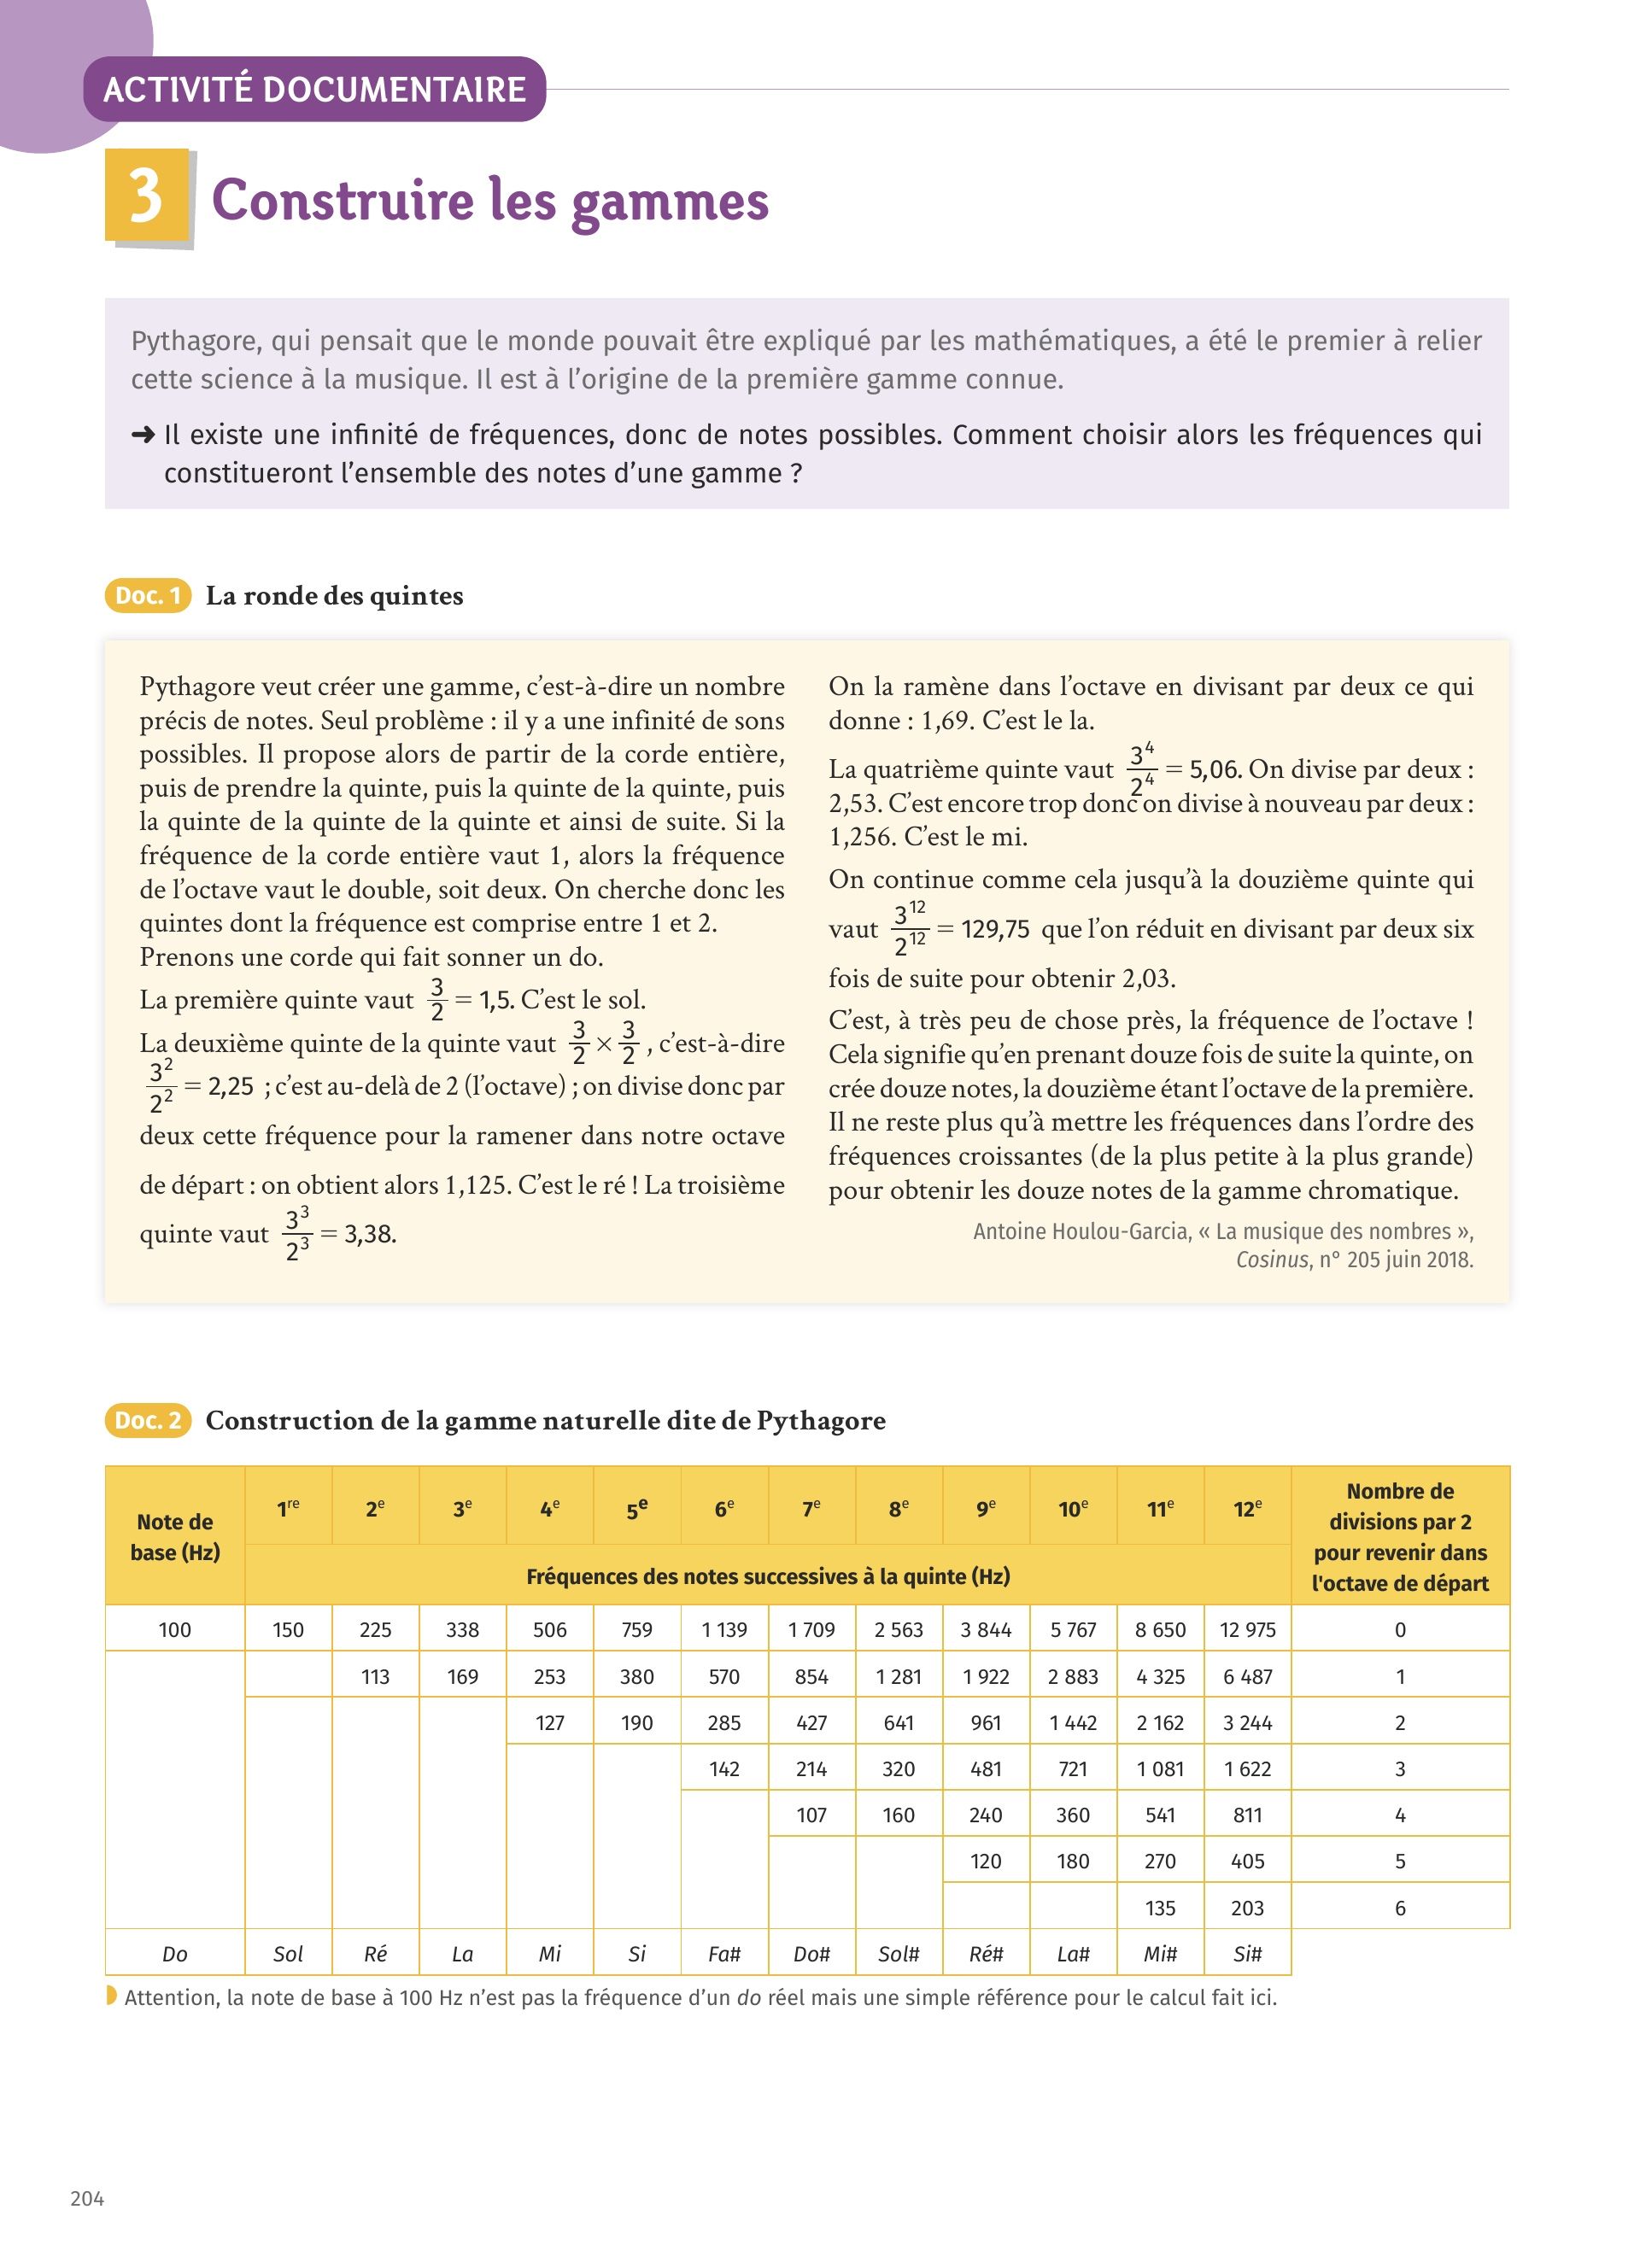 ACTIVITÉ DOCUMENTAIRE
3 Construire les gammes
Pythagore, qui pensait que le monde pouvait être expliqué par les mathématiques, a été le premier à relier
cette science à la musique. Il est à l’origine de la première gamme connue.
➜ Il existe une infinité de fréquences, donc de notes possibles. Comment choisir alors les fréquences qui
constitueront l’ensemble des notes d’une gamme ?
Doc. 1 La ronde des quintes
Pythagore veut créer une gamme, c’est-à-dire un nombre
précis de notes. Seul problème : il y a une infinité de sons
possibles. Il propose alors de partir de la corde entière,
puis de prendre la quinte, puis la quinte de la quinte, puis
la quinte de la quinte de la quinte et ainsi de suite. Si la
fréquence de la corde entière vaut 1, alors la fréquence
de l’octave vaut le double, soit deux. On cherche donc les
quintes dont la fréquence est comprise entre 1 et 2.
Prenons une corde qui fait sonner un do.
La première quinte vaut 3/2 = 1,5. C’est le sol.
La deuxième quinte de la quinte vaut 3/2 × 3/2 , c’est-à-dire
3²/2² = 2,25 ; c’est au-delà de 2 (l’octave) ; on divise donc par
deux cette fréquence pour la ramener dans notre octave
de départ : on obtient alors 1,125. C’est le ré ! La troisième
quinte vaut 3³/2³ = 3,38.
On la ramène dans l’octave en divisant par deux ce qui
donne : 1,69. C’est le la.
La quatrième quinte vaut 3⁴/2⁴ = 5,06. On divise par deux :
2,53. C’est encore trop donc on divise à nouveau par deux :
1,256. C’est le mi.
On continue comme cela jusqu’à la douzième quinte qui
vaut 3¹²/2¹² = 129,75 que l’on réduit en divisant par deux six
fois de suite pour obtenir 2,03.
C’est, à très peu de chose près, la fréquence de l’octave !
Cela signifie qu’en prenant douze fois de suite la quinte, on
crée douze notes, la douzième étant l’octave de la première.
Il ne reste plus qu’à mettre les fréquences dans l’ordre des
fréquences croissantes (de la plus petite à la plus grande)
pour obtenir les douze notes de la gamme chromatique.
Antoine Houlou-Garcia, « La musique des nombres »,
Cosinus, n° 205 juin 2018.
Doc. 2 Construction de la gamme naturelle dite de Pythagore
Note de base (Hz) 1re 2e 3e 4e 5e 6e 7e 8e 9e 10e 11e 12e Nombre de divisions par 2 pour revenir dans l'octave de départ
Fréquences des notes successives à la quinte (Hz)
100 150 225 338 506 759 1 139 1 709 2 563 3 844 5 767 8 650 12 975 0
113 169 253 380 570 854 1 281 1 922 2 883 4 325 6 487 1
127 190 285 427 641 961 1 442 2 162 3 244 2
142 214 320 481 721 1 081 1 622 3
107 160 240 360 541 811 4
120 180 270 405 5
135 203 6
Do Sol Ré La Mi Si Fa# Do# Sol# Ré# La# Mi# Si#
Attention, la note de base à 100 Hz n’est pas la fréquence d’un do réel mais une simple référence pour le calcul fait ici.
204